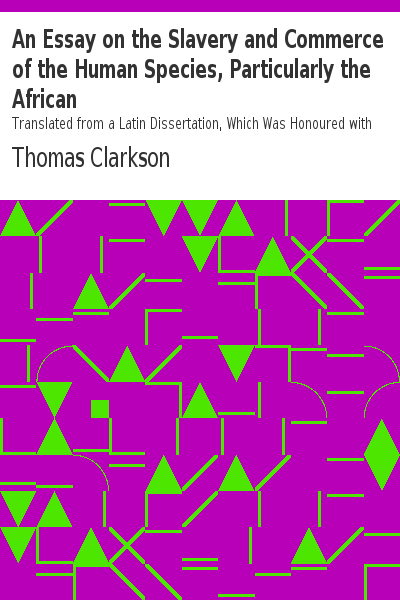 An Essay on the Slavery and Commerce
of the Human Species, Particularly the
African
Translated from a Latin Dissertation, Which Was Honoured with
Thomas Clarkson